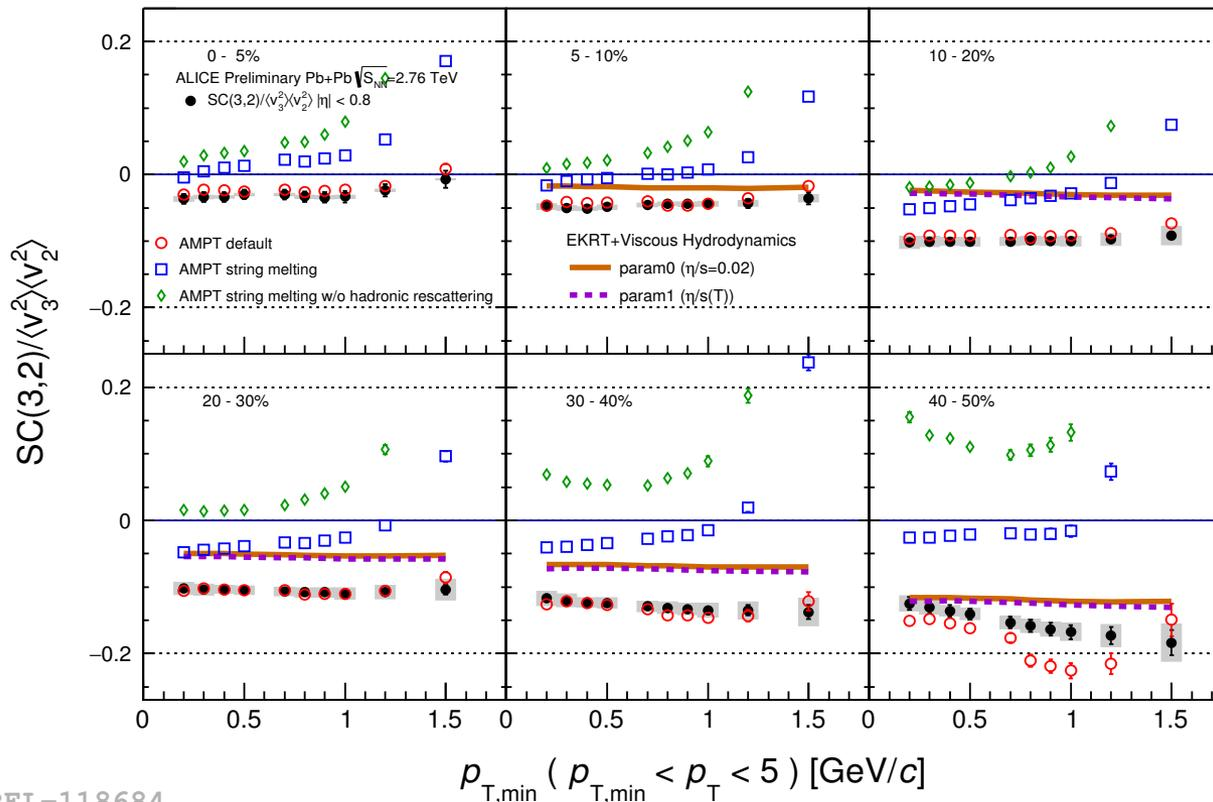 0.2
0 - 5%
5 - 10%
10 - 20%
ALICE Preliminary Pb+Pb √S_NN=2.76 TeV
SC(3,2)/⟨v₃²⟩⟨v₂²⟩ |η| < 0.8
0
AMPT default
AMPT string melting
AMPT string melting w/o hadronic rescattering
EKRT+Viscous Hydrodynamics
param0 (η/s=0.02)
param1 (η/s(T))
−0.2
SC(3,2)/⟨v₃²⟩⟨v₂²⟩
0.2
20 - 30%
30 - 40%
40 - 50%
0
−0.2
0 0.5 1 1.5 0 0.5 1 1.5 0 0.5 1 1.5
p_T,min ( p_T,min < p_T < 5 ) [GeV/c]